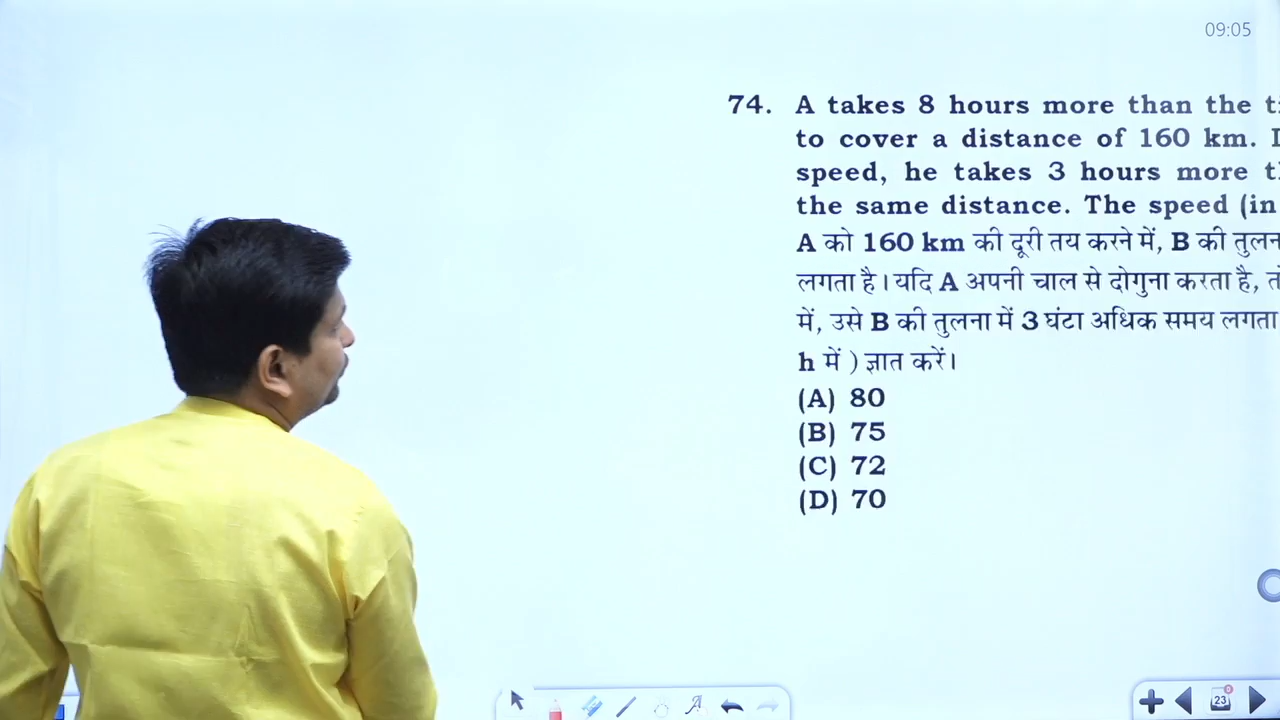 09:05
74. A takes 8 hours more than the
to cover a distance of 160 km.
speed, he takes 3 hours more
the same distance. The speed (in
A को 160 km की दूरी तय करने में, B की
लगता है। यदि A अपनी चाल से दोगुना करता है,
में, उसे B की तुलना में 3 घंटा अधिक समय लगता
h में ) ज्ञात करें।
(A) 80
(B) 75
(C) 72
(D) 70
23